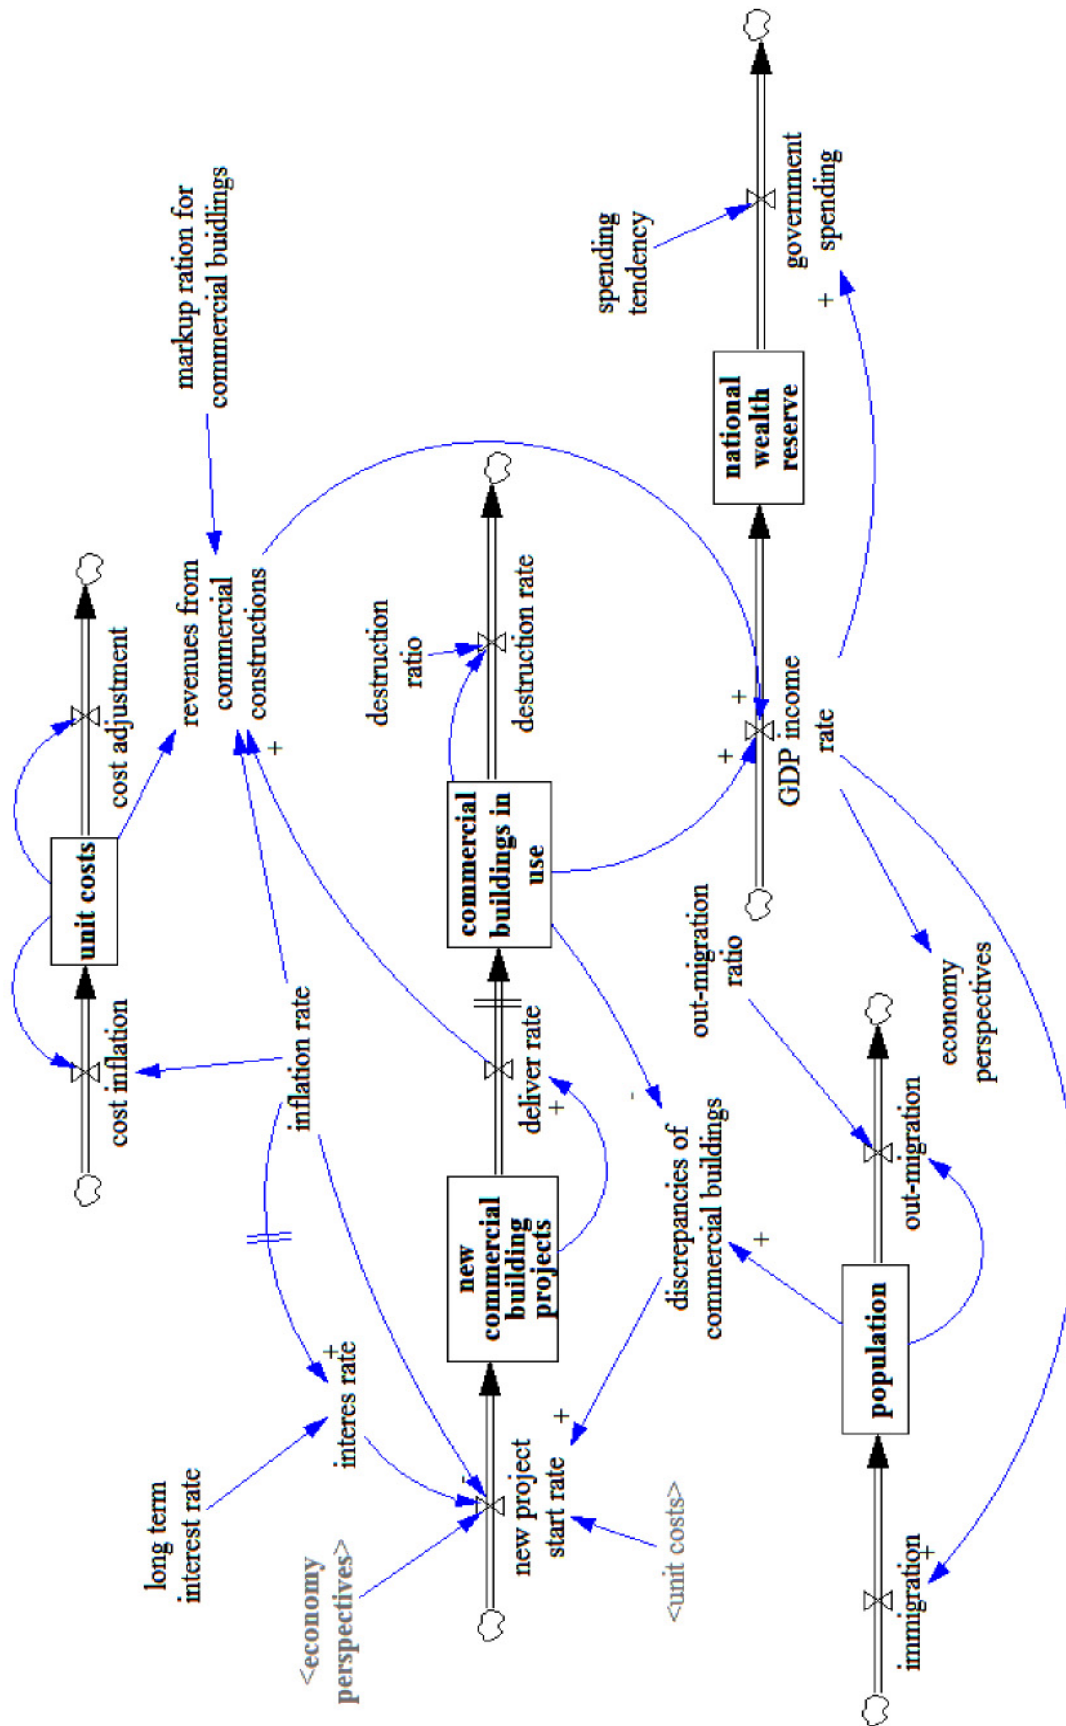 unit costs
cost inflation
cost adjustment
markup ration for
commercial buidlings
revenues from
commercial
constructions
+
inflation rate
long term
interest rate
+
interes rate
<economy
perspectives>
-
new project
start rate
+
<unit costs>
new
commercial
building
projects
deliver rate
+
commercial
buildings in
use
destruction
ratio
destruction rate
-
discrepancies of
commercial buildings
+
spending
tendency
government
spending
+
national
wealth
reserve
+
+
GDP income
rate
out-migration
ratio
economy
perspectives
out-migration
population
immigration
+